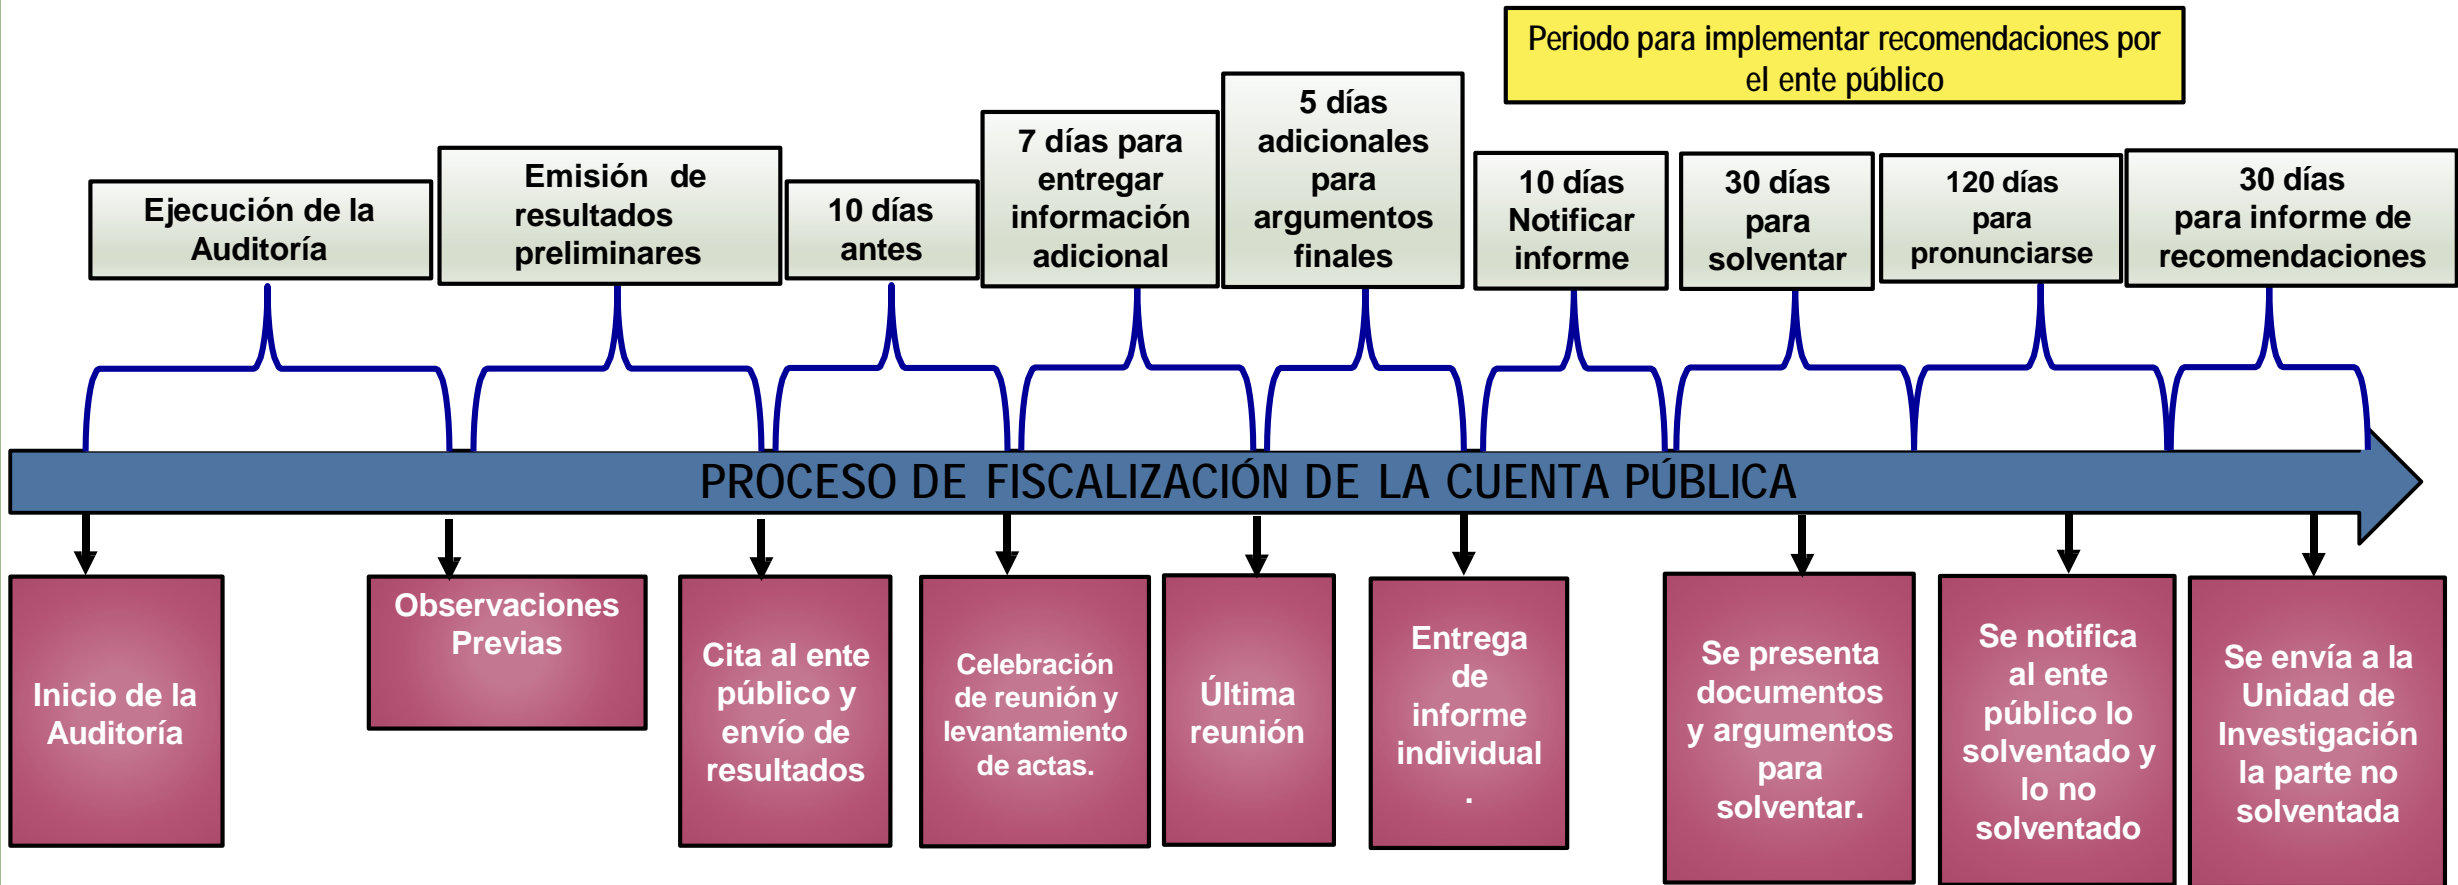 Periodo para implementar recomendaciones por
el ente público
Ejecución de la
Auditoría
Emisión de
resultados
preliminares
10 días
antes
7 días para
entregar
información
adicional
5 días
adicionales
para
argumentos
finales
10 días
Notificar
informe
30 días
para
solventar
120 días
para
pronunciarse
30 días
para informe de
recomendaciones
PROCESO DE FISCALIZACIÓN DE LA CUENTA PÚBLICA
Inicio de la
Auditoría
Observaciones
Previas
Cita al ente
público y
envío de
resultados
Celebración
de reunión y
levantamiento
de actas.
Última
reunión
Entrega
de
informe
individual
.
Se presenta
documentos
y argumentos
para
solventar.
Se notifica
al ente
público lo
solventado y
lo no
solventado
Se envía a la
Unidad de
Investigación
la parte no
solventada